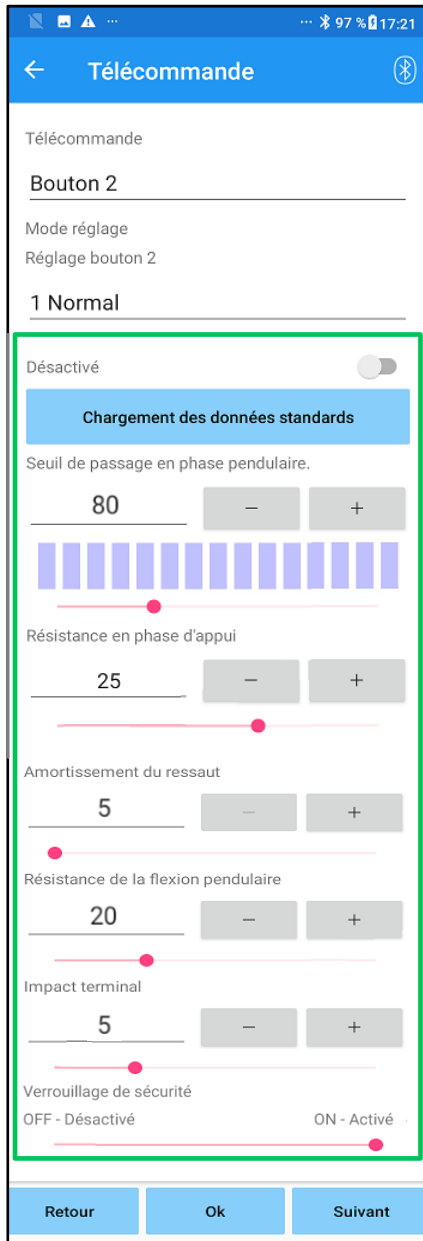 97 % 17:21
Télécommande
Télécommande
Bouton 2
Mode réglage
Réglage bouton 2
1 Normal
Désactivé
Chargement des données standards
Seuil de passage en phase pendulaire.
80 − +
Résistance en phase d'appui
25 − +
Amortissement du ressaut
5 − +
Résistance de la flexion pendulaire
20 − +
Impact terminal
5 − +
Verrouillage de sécurité
OFF - Désactivé ON - Activé
Retour Ok Suivant